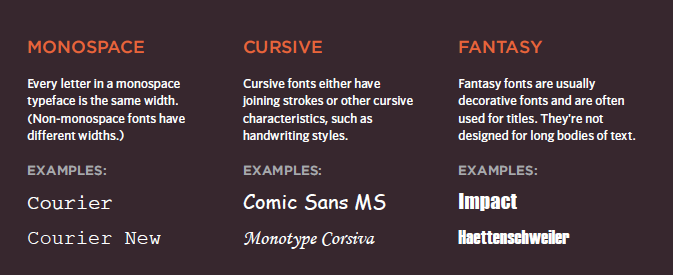 MONOSPACE
Every letter in a monospace
typeface is the same width.
(Non-monospace fonts have
different widths.)
EXAMPLES:
Courier
Courier New
CURSIVE
Cursive fonts either have
joining strokes or other cursive
characteristics, such as
handwriting styles.
EXAMPLES:
Comic Sans MS
Monotype Corsiva
FANTASY
Fantasy fonts are usually
decorative fonts and are often
used for titles. They're not
designed for long bodies of text.
EXAMPLES:
Impact
Haettenschweiler